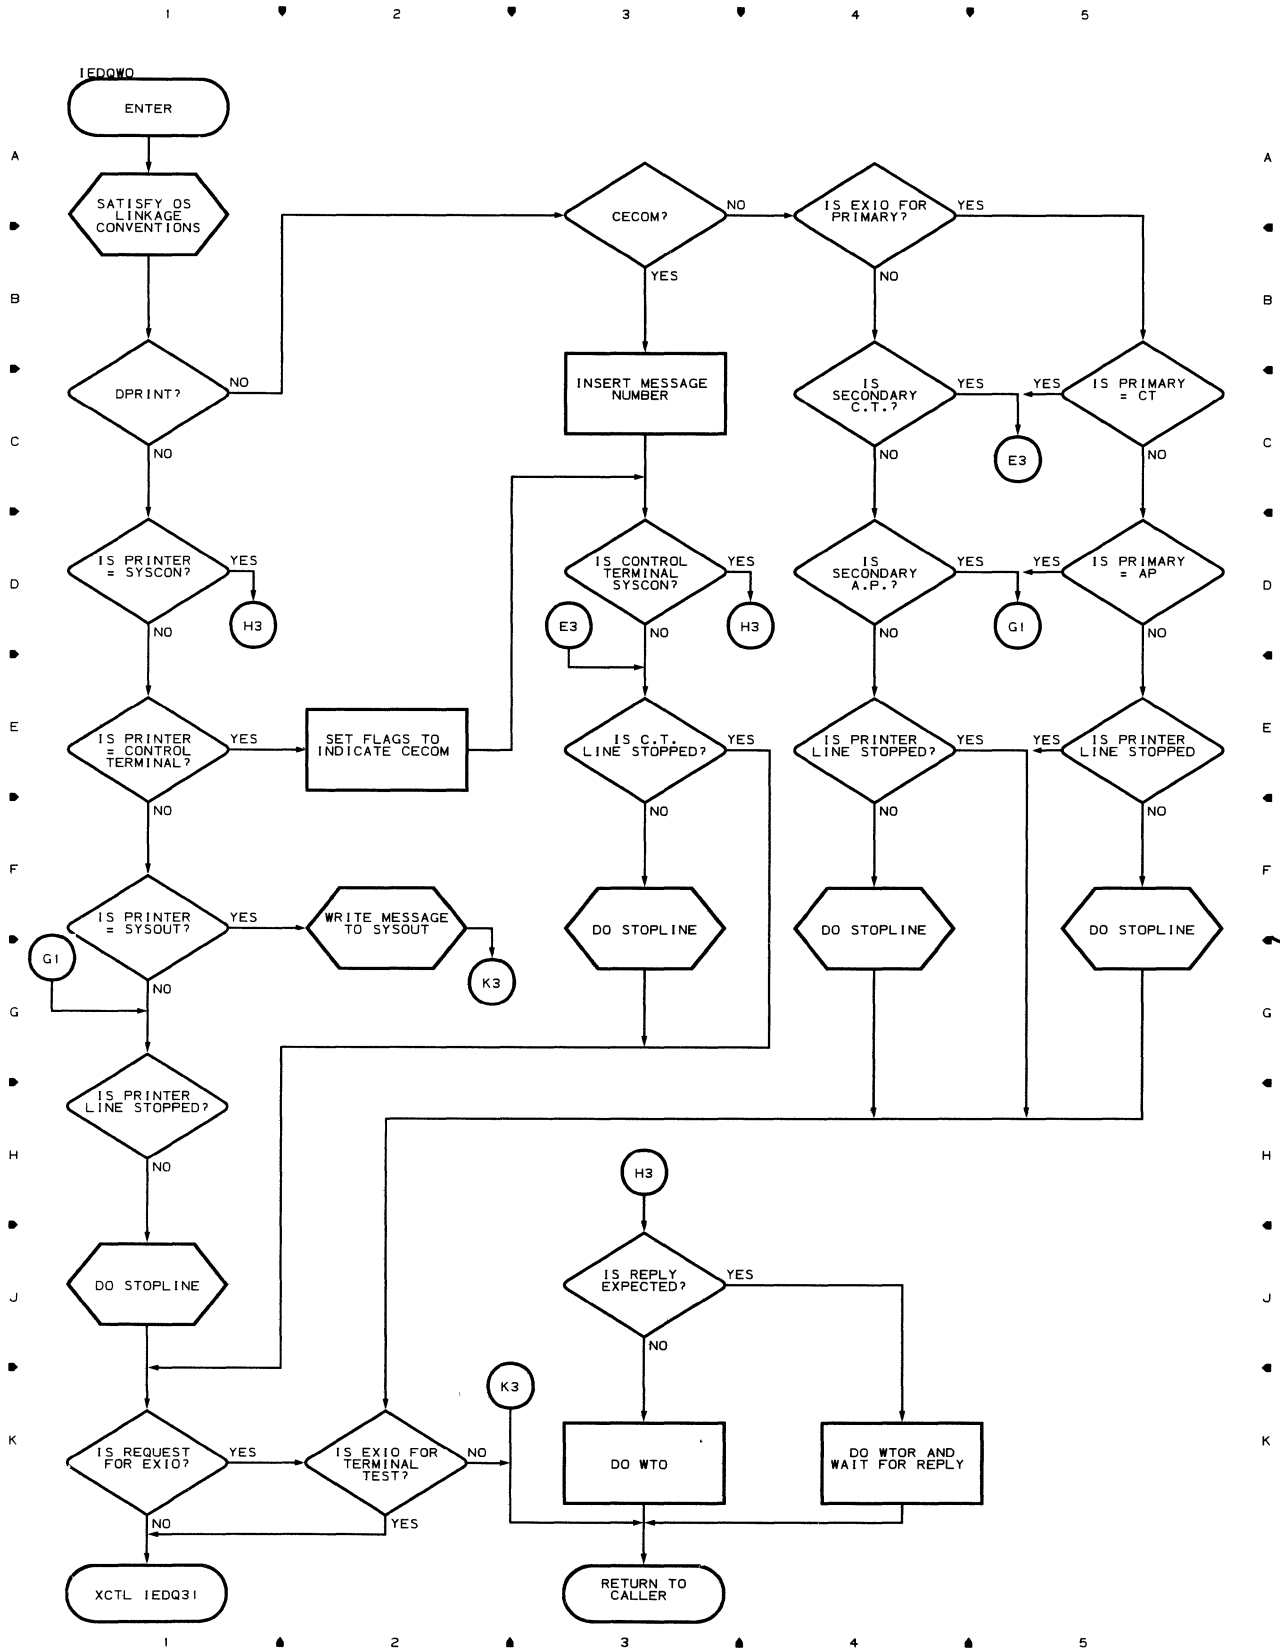 1 2 3 4 5
IEDQWO
ENTER
A A
SATISFY OS
LINKAGE
CONVENTIONS
CECOM?
NO
IS EXIO FOR
PRIMARY?
YES
YES
NO
B B
DPRINT?
NO
INSERT MESSAGE
NUMBER
IS
SECONDARY
C.T.?
YES
YES
IS PRIMARY
= CT
C C
NO
E3
NO
NO
IS PRINTER
= SYSCON?
YES
IS CONTROL
TERMINAL
SYSCON?
YES
IS
SECONDARY
A.P.?
YES
YES
IS PRIMARY
= AP
D D
H3
E3
H3
G1
NO
NO
NO
NO
E E
IS PRINTER
= CONTROL
TERMINAL?
YES
SET FLAGS TO
INDICATE CECOM
IS C.T.
LINE STOPPED?
YES
IS PRINTER
LINE STOPPED?
YES
YES
IS PRINTER
LINE STOPPED
NO
NO
NO
NO
F F
IS PRINTER
= SYSOUT?
YES
WRITE MESSAGE
TO SYSOUT
DO STOPLINE
DO STOPLINE
DO STOPLINE
G1
K3
NO
G G
IS PRINTER
LINE STOPPED?
H H
NO
H3
DO STOPLINE
IS REPLY
EXPECTED?
YES
J J
NO
K3
K K
IS REQUEST
FOR EXIO?
YES
IS EXIO FOR
TERMINAL
TEST?
NO
DO WTO
DO WTOR AND
WAIT FOR REPLY
NO
YES
XCTL IEDQ31
RETURN TO
CALLER
1 2 3 4 5